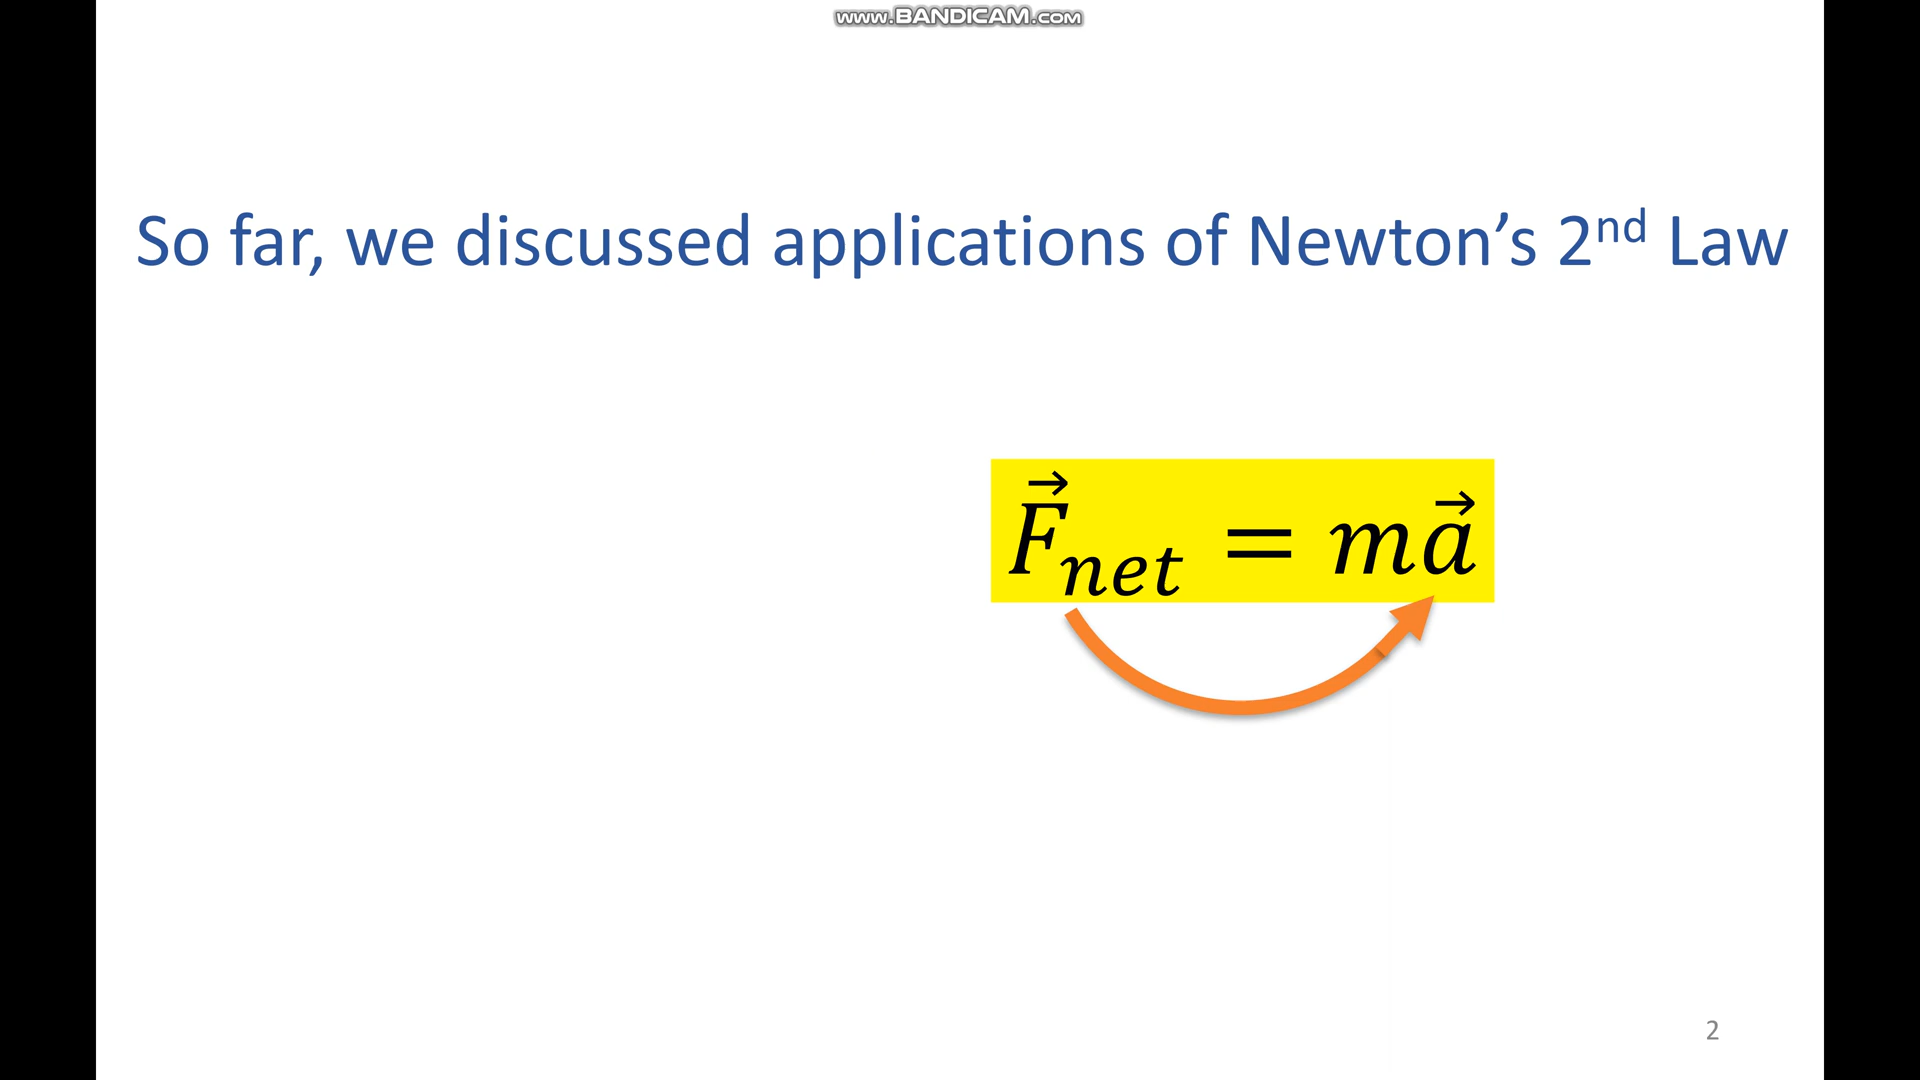 www.BANDICAM.com
So far, we discussed applications of Newton’s 2nd Law
F⃗net = ma⃗
2